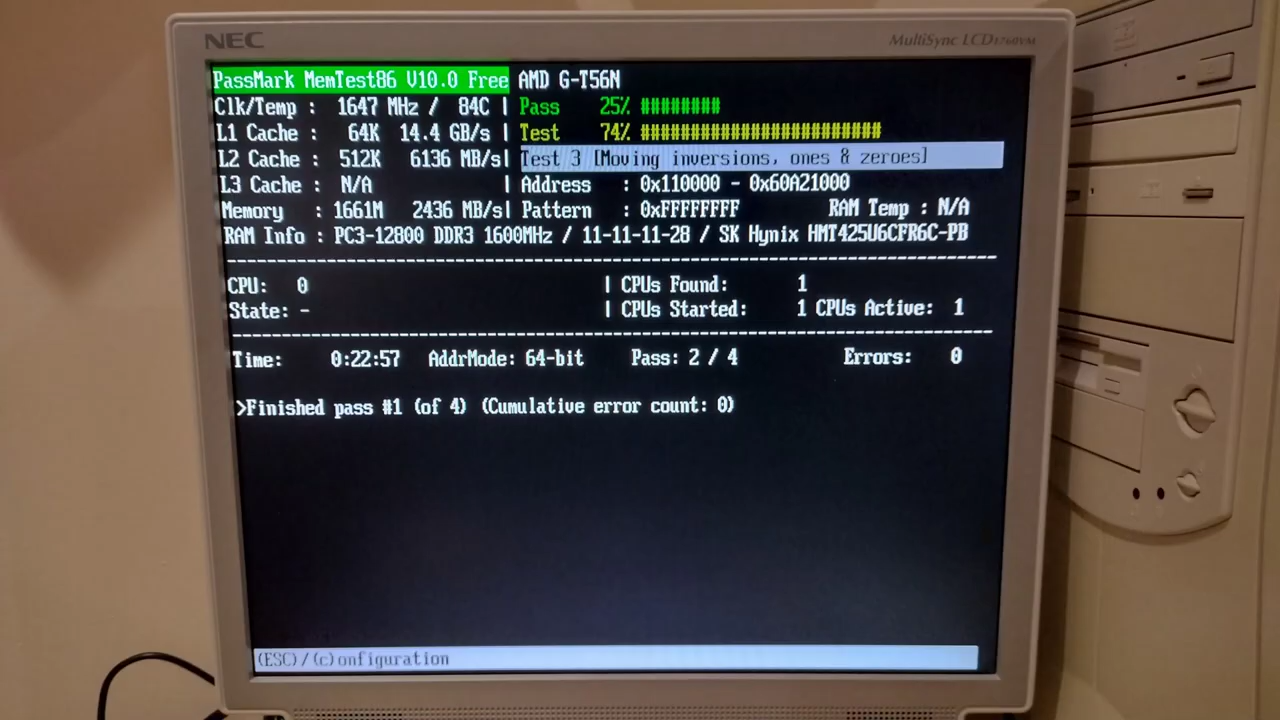 NEC
MultiSync LCD1760VM
PassMark MemTest86 V10.0 Free AMD G-T56N
Clk/Temp : 1647 MHz / 84C | Pass 25% ########
L1 Cache : 64K 14.4 GB/s | Test 74% ########################
L2 Cache : 512K 6136 MB/s| Test 3 [Moving inversions, ones & zeroes]
L3 Cache : N/A | Address : 0x110000 - 0x60A21000
Memory : 1661M 2436 MB/s| Pattern : 0xFFFFFFFF RAM Temp : N/A
RAM Info : PC3-12800 DDR3 1600MHz / 11-11-11-28 / SK Hynix HMT425U6CFR6C-PB
CPU: 0 | CPUs Found: 1
State: - | CPUs Started: 1 CPUs Active: 1
Time: 0:22:57 AddrMode: 64-bit Pass: 2 / 4 Errors: 0
>Finished pass #1 (of 4) (Cumulative error count: 0)
(ESC)/(c)onfiguration